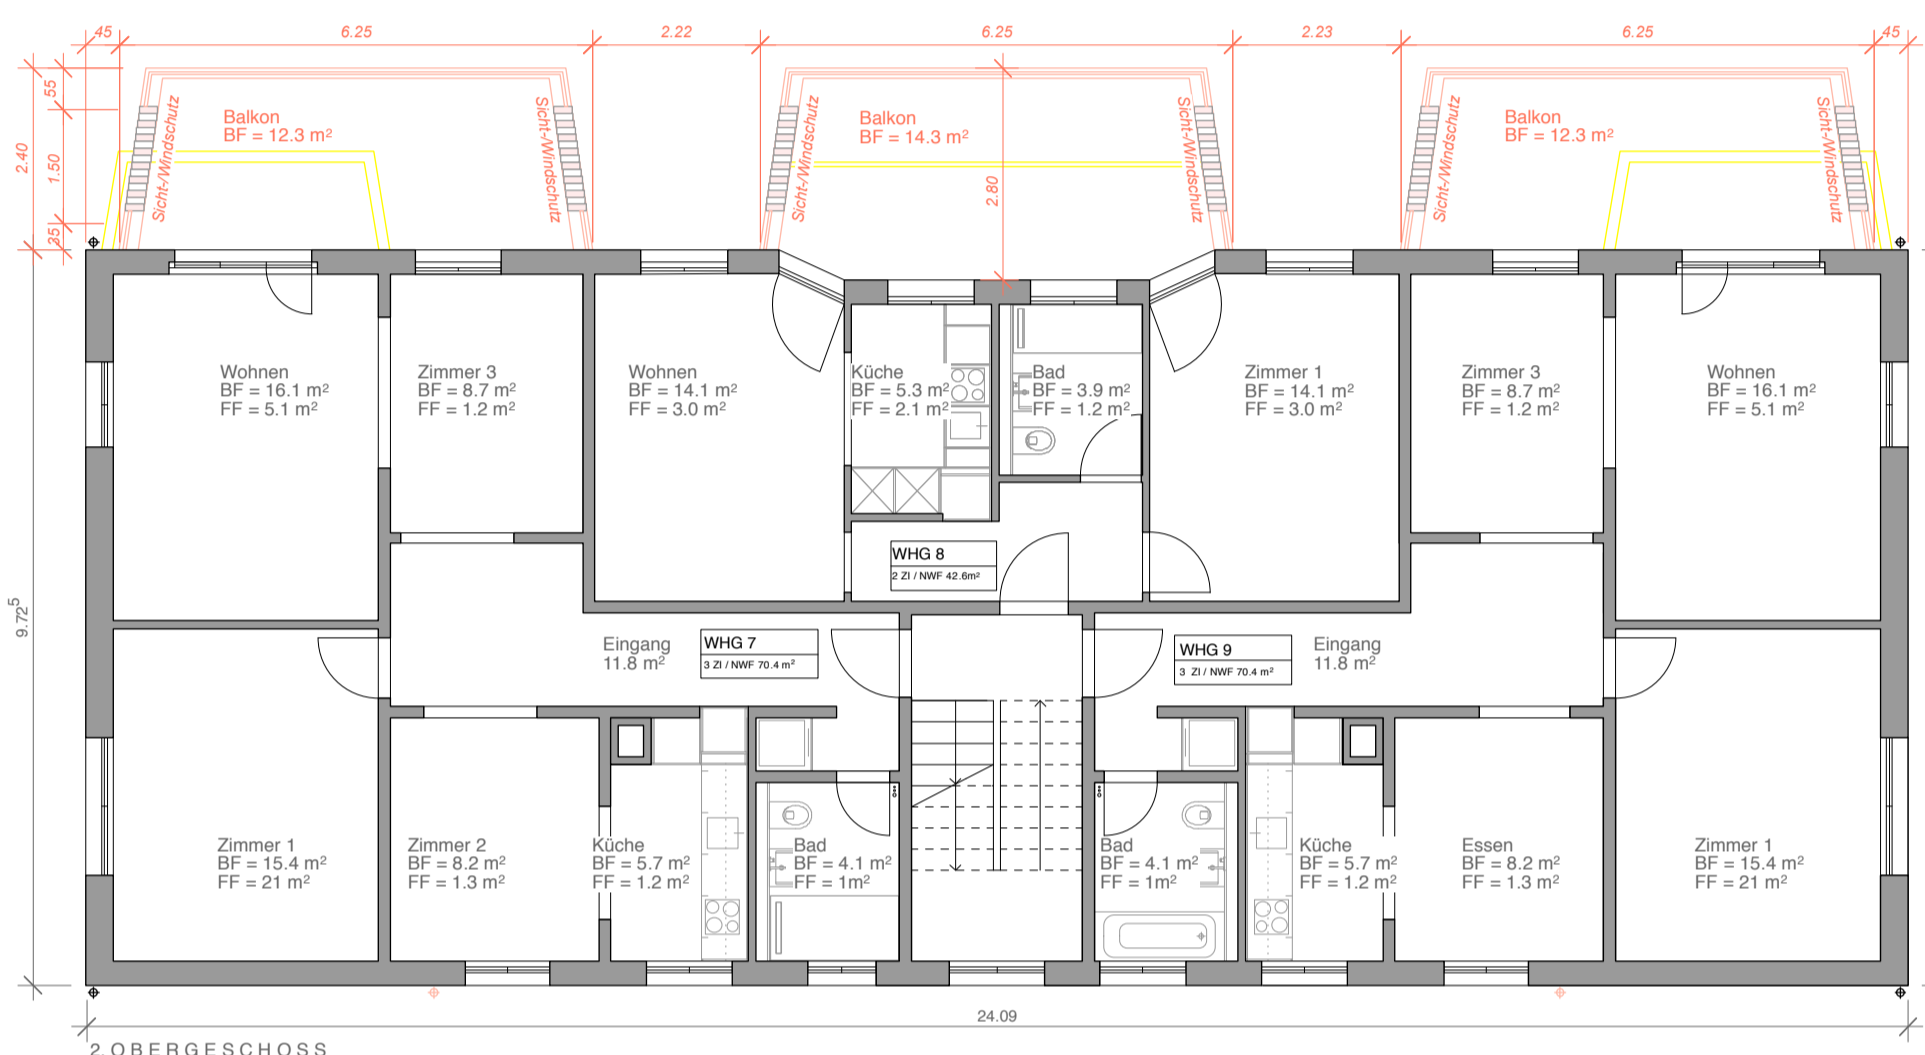 45
6.25
2.22
6.25
2.23
6.25
45
55
2.40
1.50
35
Balkon
BF = 12.3 m²
Sicht-/Windschutz
Sicht-/Windschutz
Balkon
BF = 14.3 m²
Sicht-/Windschutz
Sicht-/Windschutz
2.80
Balkon
BF = 12.3 m²
Sicht-/Windschutz
Sicht-/Windschutz
Wohnen
BF = 16.1 m²
FF = 5.1 m²
Zimmer 3
BF = 8.7 m²
FF = 1.2 m²
Wohnen
BF = 14.1 m²
FF = 3.0 m²
Küche
BF = 5.3 m²
FF = 2.1 m²
Bad
BF = 3.9 m²
FF = 1.2 m²
Zimmer 1
BF = 14.1 m²
FF = 3.0 m²
Zimmer 3
BF = 8.7 m²
FF = 1.2 m²
Wohnen
BF = 16.1 m²
FF = 5.1 m²
WHG 8
2 ZI / NWF 42.6m²
9.72⁵
Eingang
11.8 m²
WHG 7
3 ZI / NWF 70.4 m²
WHG 9
3 ZI / NWF 70.4 m²
Eingang
11.8 m²
Zimmer 1
BF = 15.4 m²
FF = 21 m²
Zimmer 2
BF = 8.2 m²
FF = 1.3 m²
Küche
BF = 5.7 m²
FF = 1.2 m²
Bad
BF = 4.1 m²
FF = 1m²
Bad
BF = 4.1 m²
FF = 1m²
Küche
BF = 5.7 m²
FF = 1.2 m²
Essen
BF = 8.2 m²
FF = 1.3 m²
Zimmer 1
BF = 15.4 m²
FF = 21 m²
24.09
2. OBERGESCHOSS